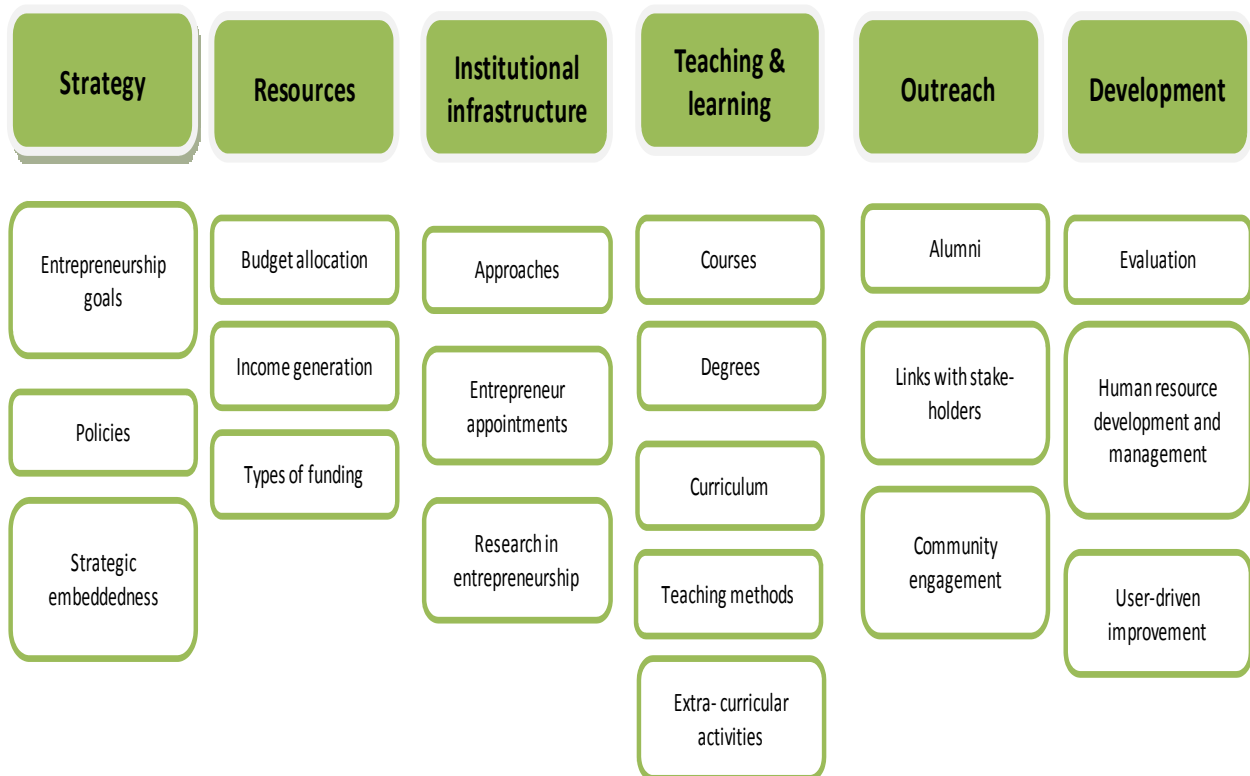 Strategy
Resources
Institutional
infrastructure
Teaching &
learning
Outreach
Development
Entrepreneurship
goals
Policies
Strategic
embeddedness
Budget allocation
Income generation
Types of funding
Approaches
Entrepreneur
appointments
Research in
entrepreneurship
Courses
Degrees
Curriculum
Teaching methods
Extra- curricular
activities
Alumni
Links with stake-
holders
Community
engagement
Evaluation
Human resource
development and
management
User-driven
improvement